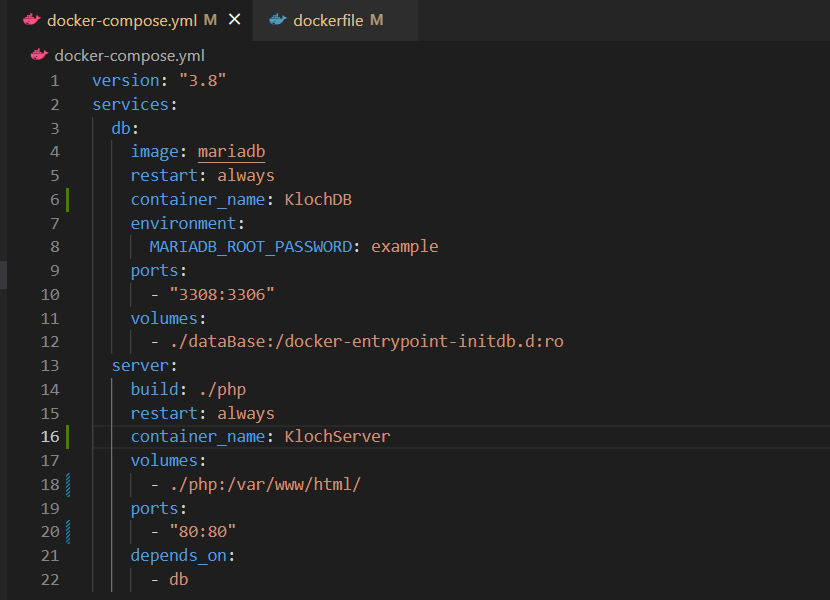 docker-compose.yml M dockerfile M
docker-compose.yml
1 version: "3.8"
2 services:
3   db:
4     image: mariadb
5     restart: always
6     container_name: KlochDB
7     environment:
8       MARIADB_ROOT_PASSWORD: example
9     ports:
10       - "3308:3306"
11     volumes:
12       - ./dataBase:/docker-entrypoint-initdb.d:ro
13   server:
14     build: ./php
15     restart: always
16     container_name: KlochServer
17     volumes:
18       - ./php:/var/www/html/
19     ports:
20       - "80:80"
21     depends_on:
22       - db